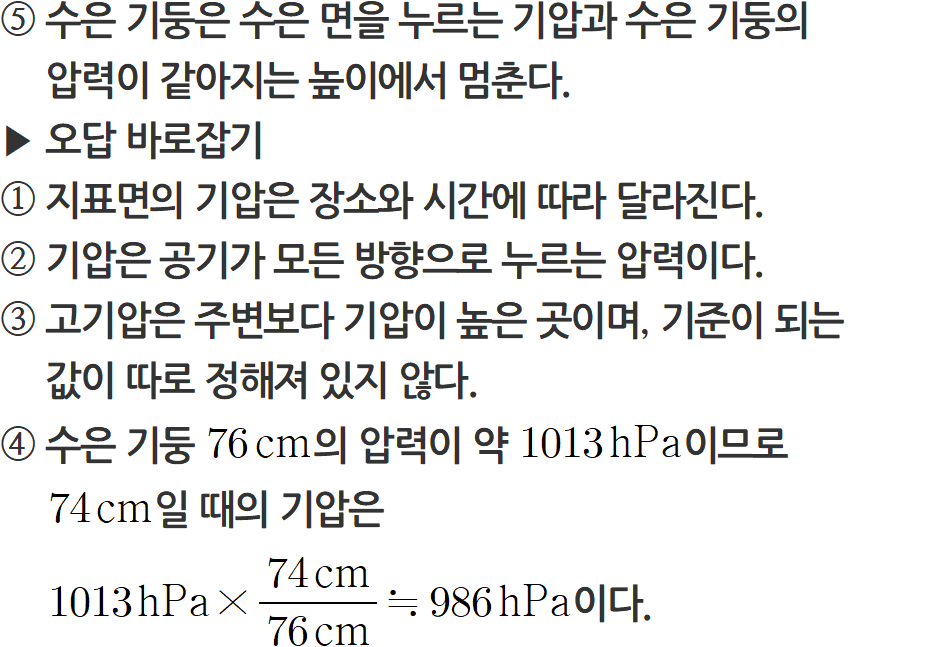 ⑤ 수은 기둥은 수은 면을 누르는 기압과 수은 기둥의
압력이 같아지는 높이에서 멈춘다.
▶ 오답 바로잡기
① 지표면의 기압은 장소와 시간에 따라 달라진다.
② 기압은 공기가 모든 방향으로 누르는 압력이다.
③ 고기압은 주변보다 기압이 높은 곳이며, 기준이 되는
값이 따로 정해져 있지 않다.
④ 수은 기둥 76 cm의 압력이 약 1013 hPa이므로
74 cm일 때의 기압은
1013 hPa × 74 cm / 76 cm ≒ 986 hPa이다.